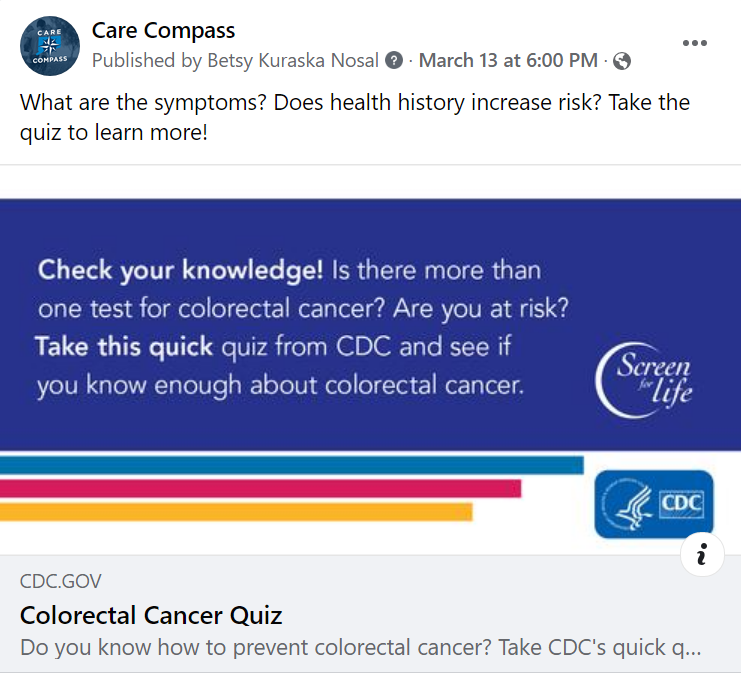 CARE
COMPASS
Care Compass
Published by Betsy Kuraska Nosal ? · March 13 at 6:00 PM ·
What are the symptoms? Does health history increase risk? Take the
quiz to learn more!
Check your knowledge! Is there more than
one test for colorectal cancer? Are you at risk?
Take this quick quiz from CDC and see if
you know enough about colorectal cancer.
Screen
for
life
CDC
i
CDC.GOV
Colorectal Cancer Quiz
Do you know how to prevent colorectal cancer? Take CDC's quick q...